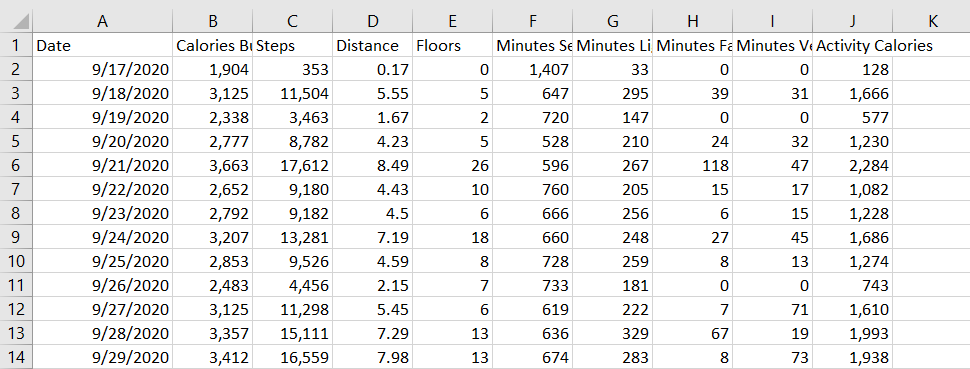 A B C D E F G H I J K
1 Date Calories Bu Steps Distance Floors Minutes Se Minutes Li Minutes Fa Minutes Ve Activity Calories
2 9/17/2020 1,904 353 0.17 0 1,407 33 0 0 128
3 9/18/2020 3,125 11,504 5.55 5 647 295 39 31 1,666
4 9/19/2020 2,338 3,463 1.67 2 720 147 0 0 577
5 9/20/2020 2,777 8,782 4.23 5 528 210 24 32 1,230
6 9/21/2020 3,663 17,612 8.49 26 596 267 118 47 2,284
7 9/22/2020 2,652 9,180 4.43 10 760 205 15 17 1,082
8 9/23/2020 2,792 9,182 4.5 6 666 256 6 15 1,228
9 9/24/2020 3,207 13,281 7.19 18 660 248 27 45 1,686
10 9/25/2020 2,853 9,526 4.59 8 728 259 8 13 1,274
11 9/26/2020 2,483 4,456 2.15 7 733 181 0 0 743
12 9/27/2020 3,125 11,298 5.45 6 619 222 7 71 1,610
13 9/28/2020 3,357 15,111 7.29 13 636 329 67 19 1,993
14 9/29/2020 3,412 16,559 7.98 13 674 283 8 73 1,938